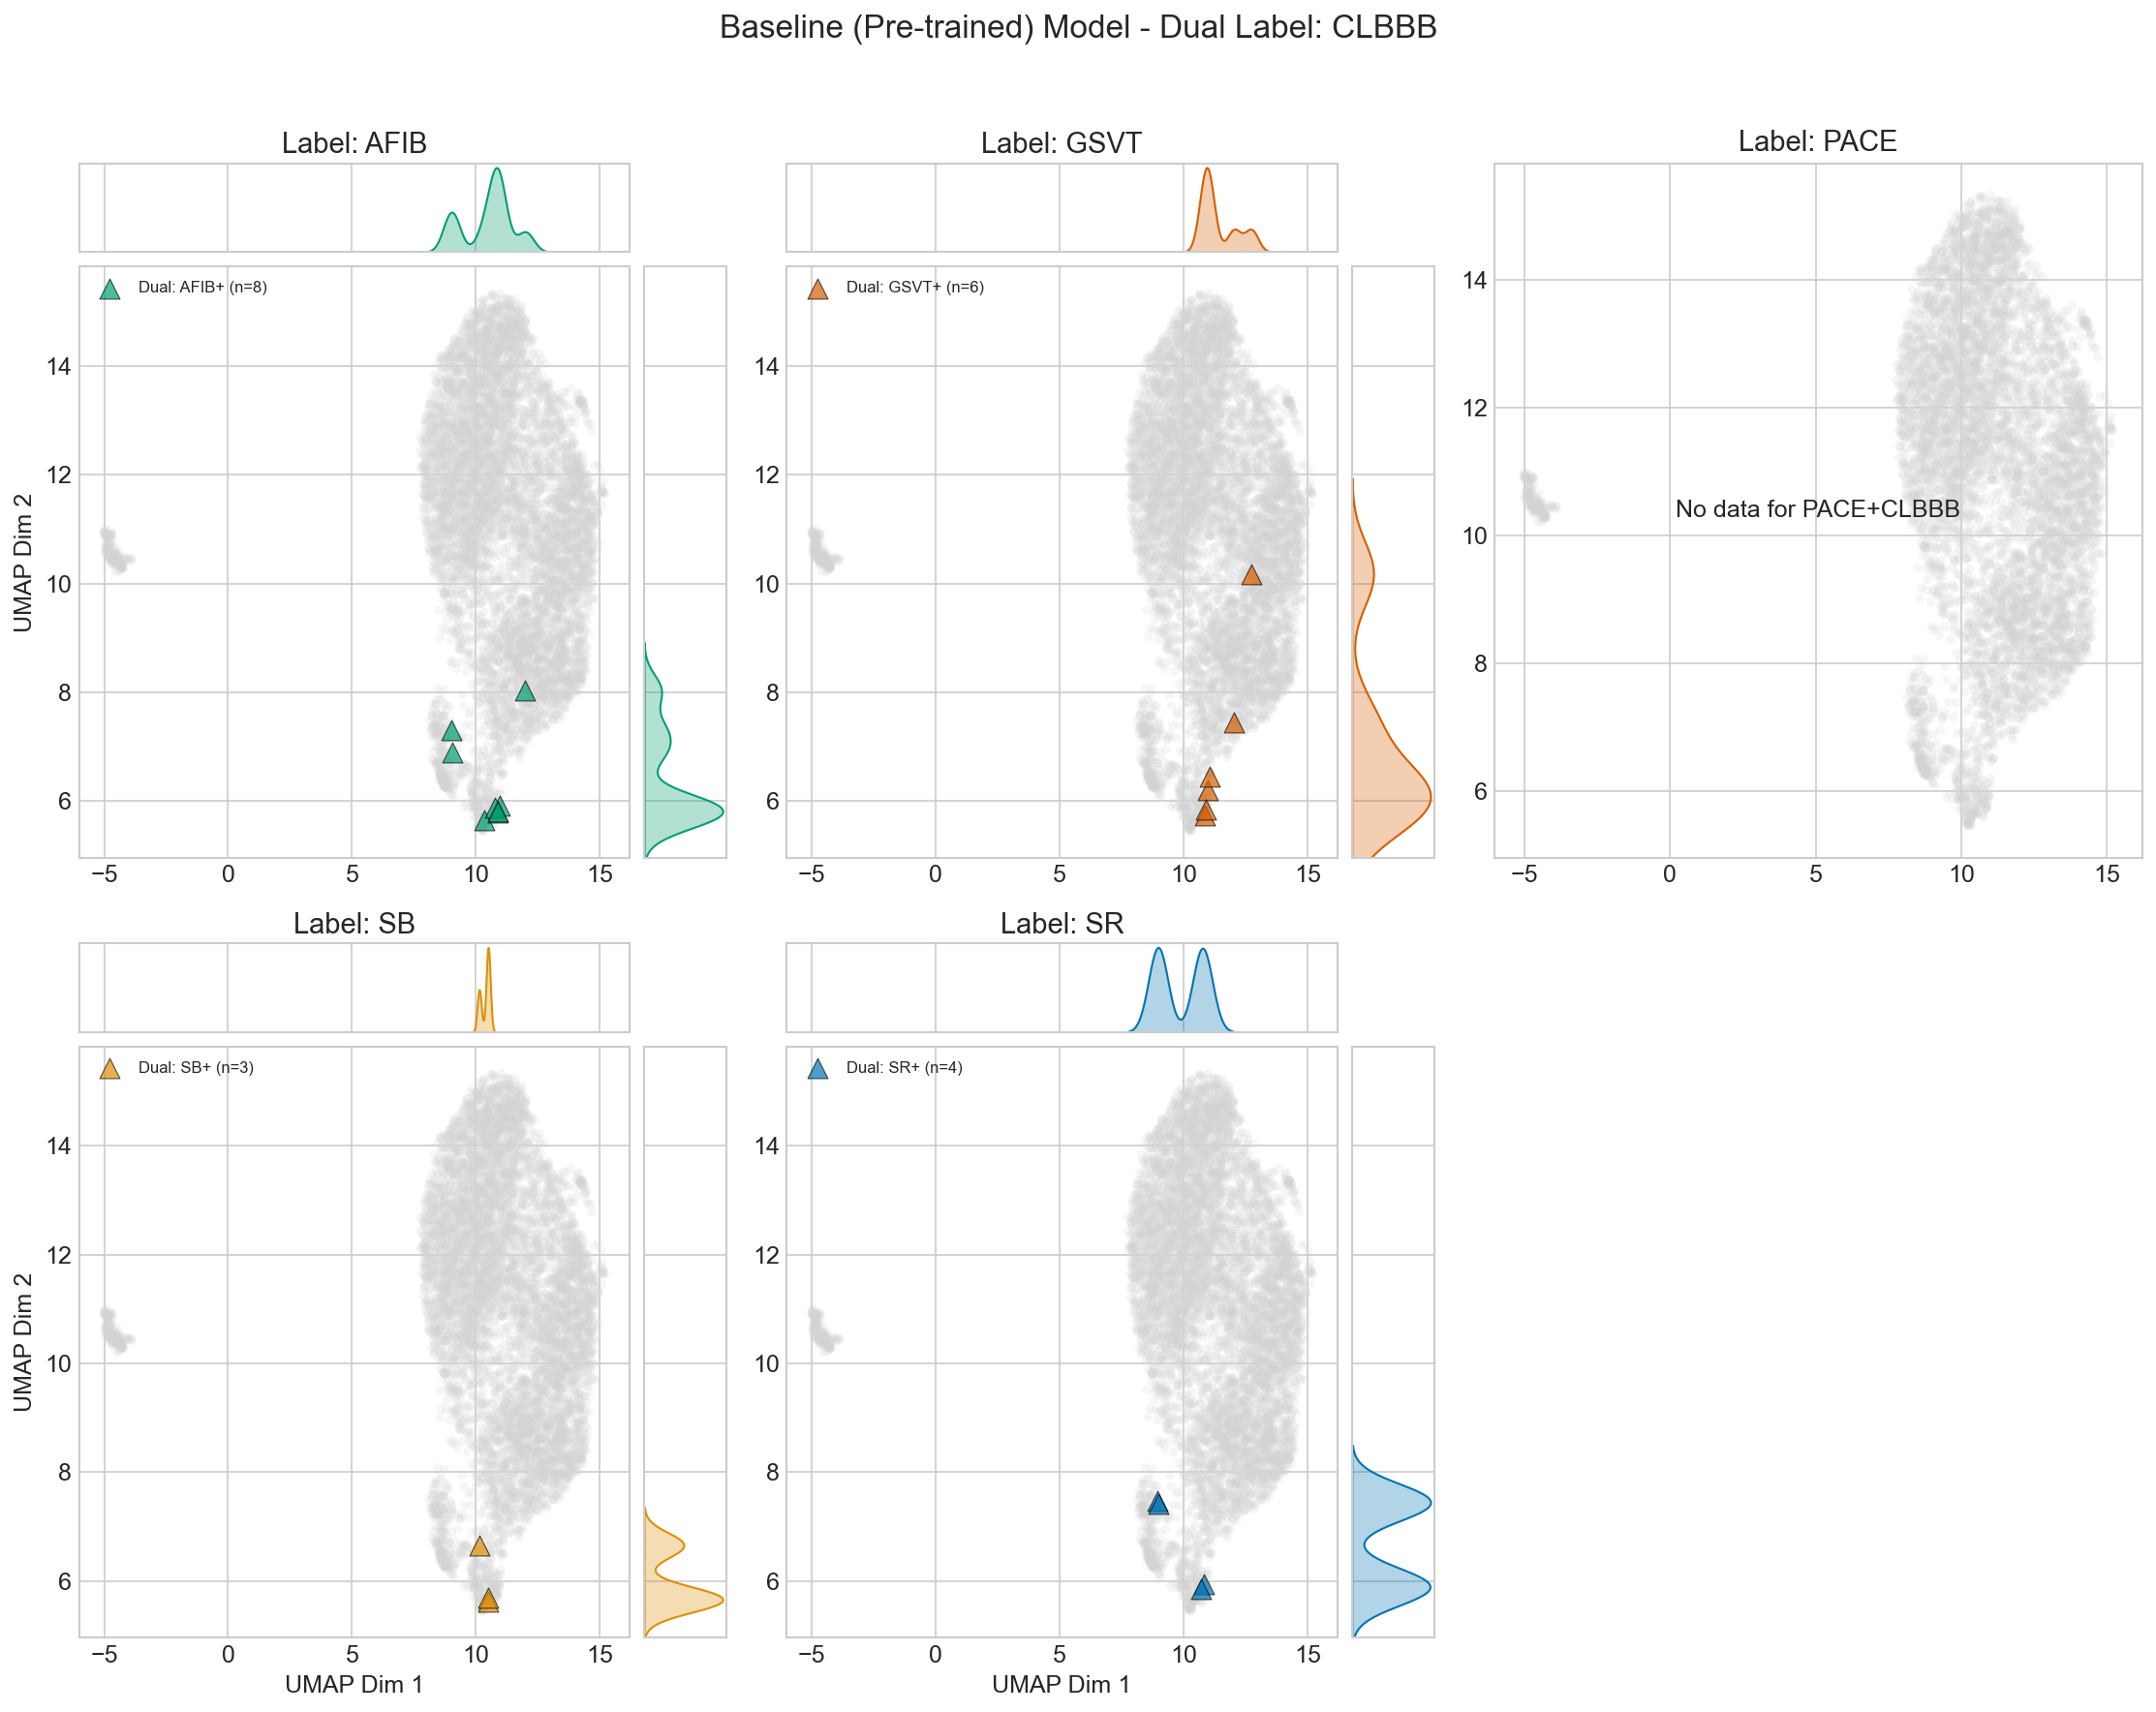 Baseline (Pre-trained) Model - Dual Label: CLBBB
Label: AFIB
Dual: AFIB+ (n=8)
UMAP Dim 2
14
12
10
8
6
−5 0 5 10 15
Label: GSVT
Dual: GSVT+ (n=6)
14
12
10
8
6
−5 0 5 10 15
Label: PACE
No data for PACE+CLBBB
14
12
10
8
6
−5 0 5 10 15
Label: SB
Dual: SB+ (n=3)
UMAP Dim 2
14
12
10
8
6
−5 0 5 10 15
UMAP Dim 1
Label: SR
Dual: SR+ (n=4)
14
12
10
8
6
−5 0 5 10 15
UMAP Dim 1